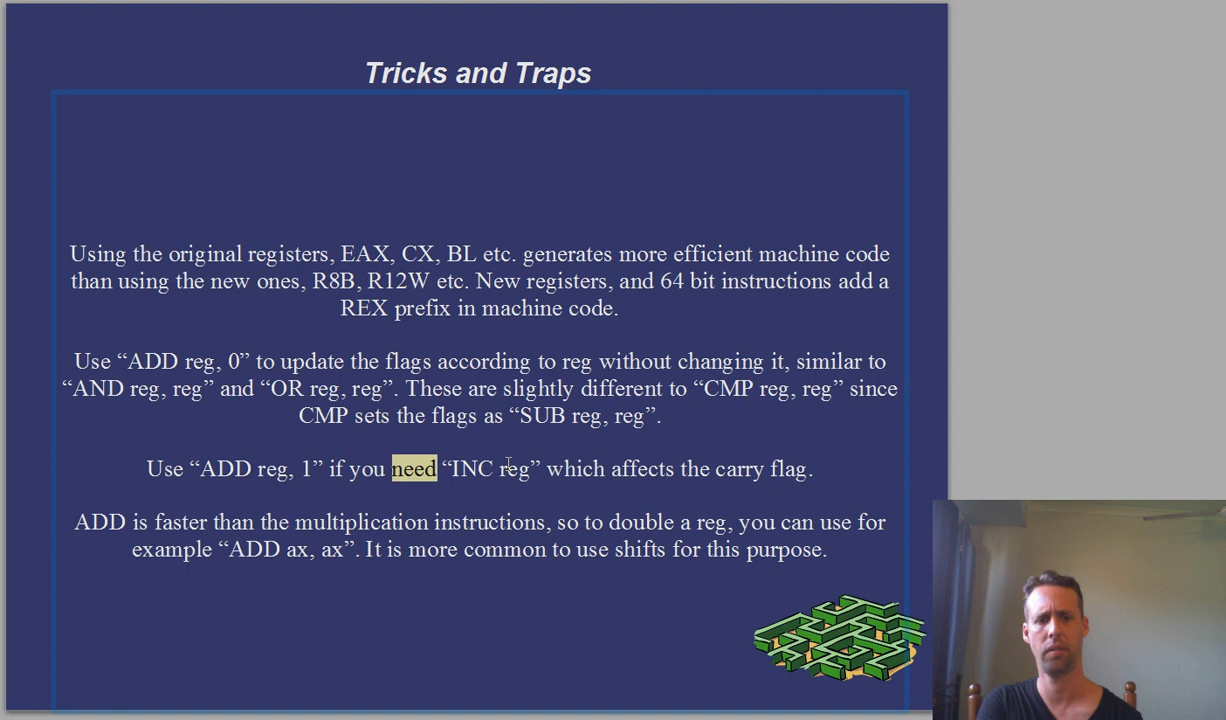 Tricks and Traps
Using the original registers, EAX, CX, BL etc. generates more efficient machine code
than using the new ones, R8B, R12W etc. New registers, and 64 bit instructions add a
REX prefix in machine code.
Use “ADD reg, 0” to update the flags according to reg without changing it, similar to
“AND reg, reg” and “OR reg, reg”. These are slightly different to “CMP reg, reg” since
CMP sets the flags as “SUB reg, reg”.
Use “ADD reg, 1” if you need “INC reg” which affects the carry flag.
ADD is faster than the multiplication instructions, so to double a reg, you can use for
example “ADD ax, ax”. It is more common to use shifts for this purpose.